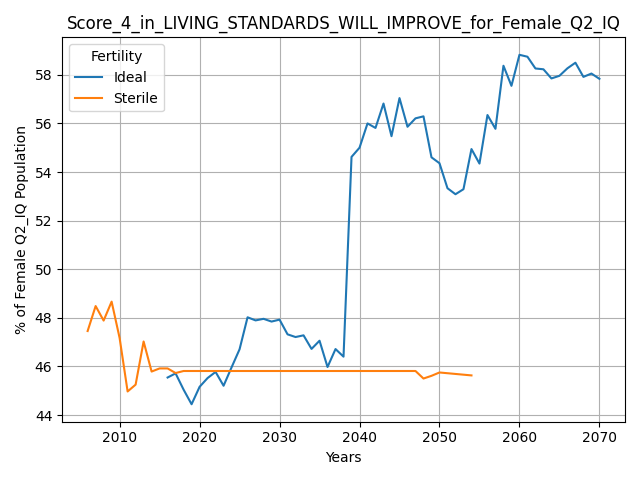 Score_4_in_LIVING_STANDARDS_WILL_IMPROVE_for_Female_Q2_IQ
Fertility
Ideal
Sterile
% of Female Q2_IQ Population
58
56
54
52
50
48
46
44
2010
2020
2030
2040
2050
2060
2070
Years